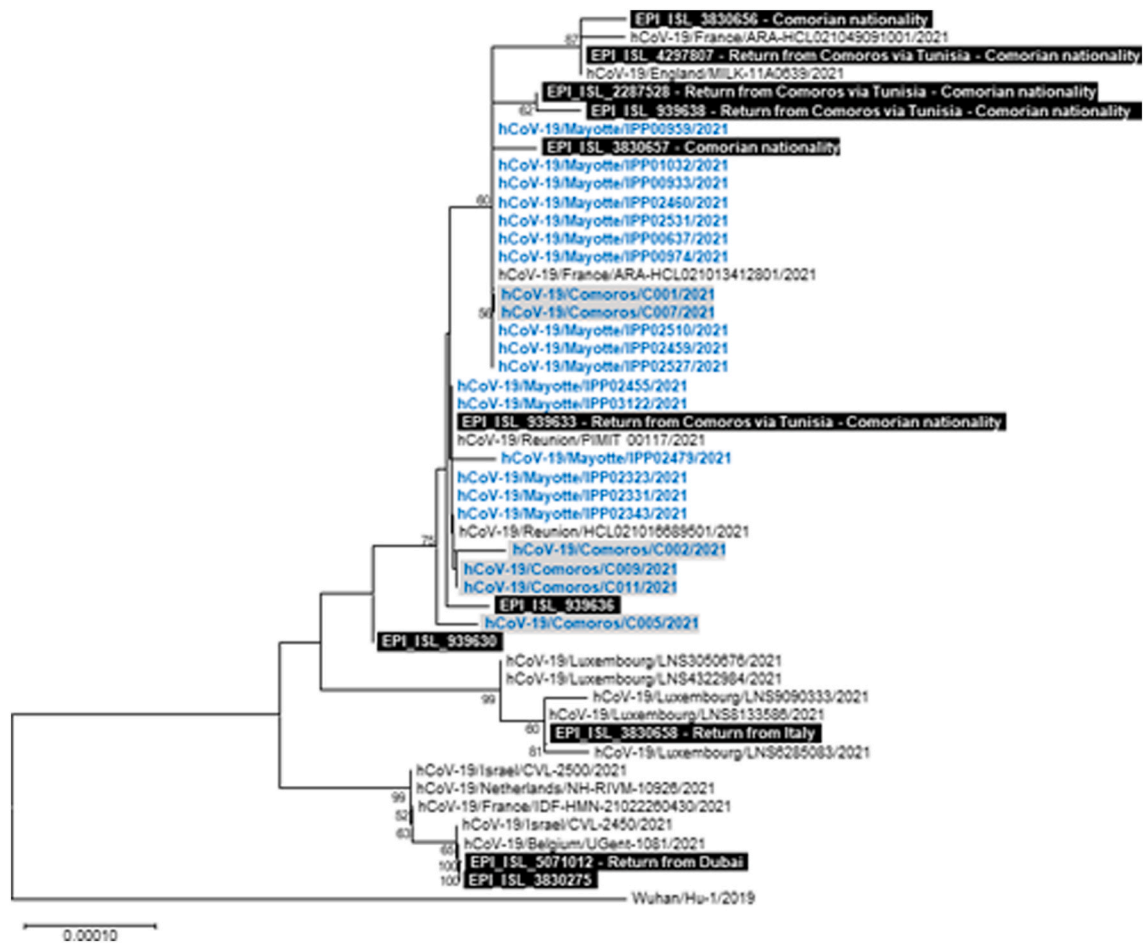 EPI_ISL_3830656 - Comorian nationality
hCoV-19/France/ARA-HCL021049091001/2021
87
EPI_ISL_4297807 - Return from Comoros via Tunisia - Comorian nationality
hCoV-19/England/MILK-11A0639/2021
EPI_ISL_2287528 - Return from Comoros via Tunisia - Comorian nationality
62
EPI_ISL_939638 - Return from Comoros via Tunisia - Comorian nationality
hCoV-19/Mayotte/IPP00959/2021
EPI_ISL_3830657 - Comorian nationality
hCoV-19/Mayotte/IPP01032/2021
hCoV-19/Mayotte/IPP00933/2021
60
hCoV-19/Mayotte/IPP02460/2021
hCoV-19/Mayotte/IPP02531/2021
hCoV-19/Mayotte/IPP00637/2021
hCoV-19/Mayotte/IPP00974/2021
hCoV-19/France/ARA-HCL021013412801/2021
hCoV-19/Comoros/C001/2021
56
hCoV-19/Comoros/C007/2021
hCoV-19/Mayotte/IPP02510/2021
hCoV-19/Mayotte/IPP02459/2021
hCoV-19/Mayotte/IPP02527/2021
hCoV-19/Mayotte/IPP02455/2021
hCoV-19/Mayotte/IPP03122/2021
EPI_ISL_939633 - Return from Comoros via Tunisia - Comorian nationality
hCoV-19/Reunion/PIMIT_00117/2021
hCoV-19/Mayotte/IPP02479/2021
hCoV-19/Mayotte/IPP02323/2021
hCoV-19/Mayotte/IPP02331/2021
hCoV-19/Mayotte/IPP02343/2021
hCoV-19/Reunion/HCL021016689501/2021
75
hCoV-19/Comoros/C002/2021
hCoV-19/Comoros/C009/2021
hCoV-19/Comoros/C011/2021
EPI_ISL_939636
hCoV-19/Comoros/C005/2021
EPI_ISL_939630
hCoV-19/Luxembourg/LNS3050676/2021
hCoV-19/Luxembourg/LNS4322984/2021
99
hCoV-19/Luxembourg/LNS9090333/2021
hCoV-19/Luxembourg/LNS8133586/2021
60
EPI_ISL_3830658 - Return from Italy
81
hCoV-19/Luxembourg/LNS6285083/2021
hCoV-19/Israel/CVL-2500/2021
hCoV-19/Netherlands/NH-RIVM-10926/2021
99
hCoV-19/France/IDF-HMN-21022260430/2021
52
hCoV-19/Israel/CVL-2450/2021
63
hCoV-19/Belgium/UGent-1081/2021
65
EPI_ISL_5071012 - Return from Dubai
100
EPI_ISL_3830275
100
Wuhan/Hu-1/2019
0.00010